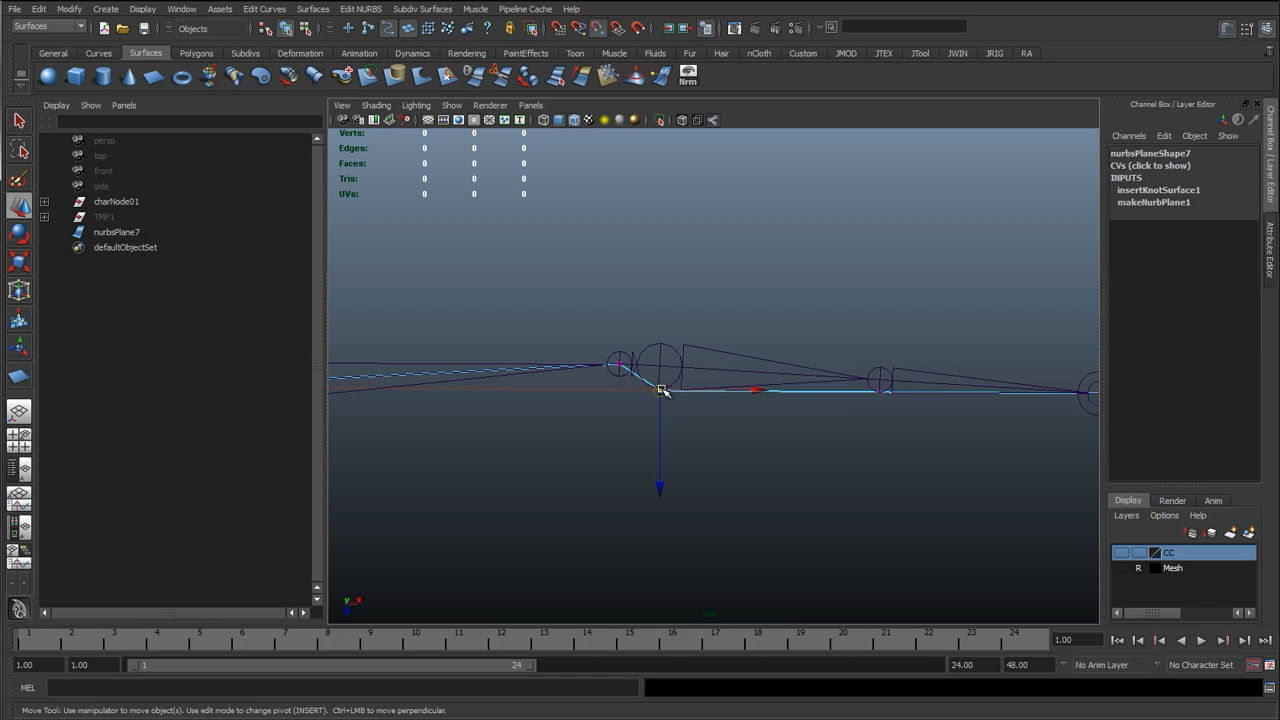 File Edit Modify Create Display Window Assets Edit Curves Surfaces Edit NURBS Subdiv Surfaces Muscle Pipeline Cache Help
Surfaces Objects
General Curves Surfaces Polygons Subdivs Deformation Animation Dynamics Rendering PaintEffects Toon Muscle Fluids Fur Hair nCloth Custom JMOD JTEX JTool JWIN JRIG RA
Nrm
Display Show Panels
View Shading Lighting Show Renderer Panels
Channel Box / Layer Editor
Channels Edit Object Show
persp
top
front
side
charNode01
TMP1
nurbsPlane7
defaultObjectSet
Verts: 0 0 0
Edges: 0 0 0
Faces: 0 0 0
Tris: 0 0 0
UVs: 0 0 0
y x
top
nurbsPlaneShape7
CVs (click to show)
INPUTS
insertKnotSurface1
makeNurbPlane1
Channel Box / Layer Editor
Attribute Editor
Display Render Anim
Layers Options Help
CC
R Mesh
1 2 3 4 5 6 7 8 9 10 11 12 13 14 15 16 17 18 19 20 21 22 23 24 1.00
1.00 1.00 1 24 24.00 48.00 No Anim Layer No Character Set
MEL
Move Tool: Use manipulator to move object(s). Use edit mode to change pivot (INSERT). Ctrl+LMB to move perpendicular.